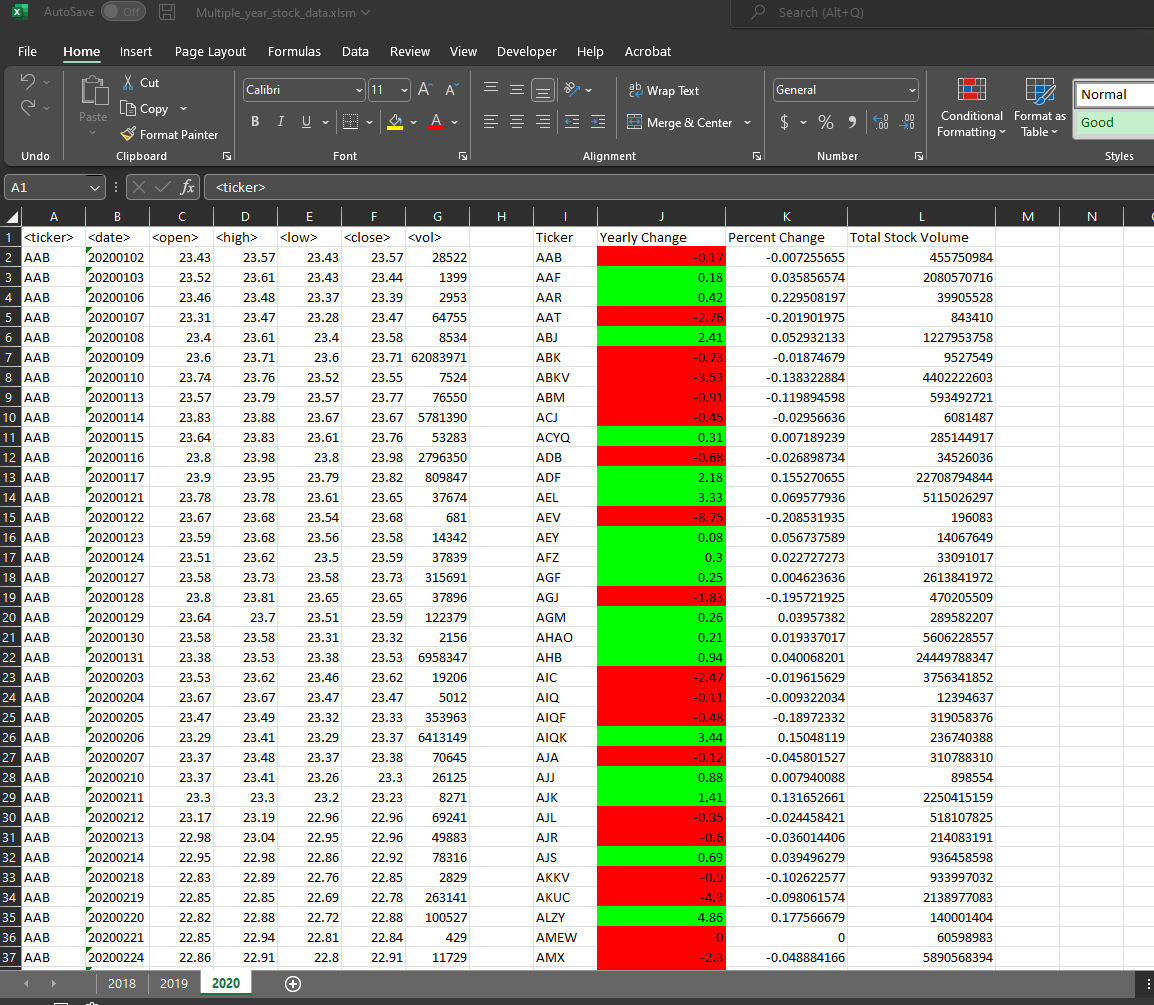 AutoSave Off Multiple_year_stock_data.xlsm Search (Alt+Q)
File Home Insert Page Layout Formulas Data Review View Developer Help Acrobat
Cut
Copy
Format Painter
Paste
Calibri 11
B I U A
Wrap Text
Merge & Center
General
$ % 9
Conditional Formatting
Format as Table
Normal
Good
Undo Clipboard Font Alignment Number Styles
A1 fx <ticker>
A B C D E F G H I J K L M N
1 <ticker> <date> <open> <high> <low> <close> <vol> Ticker Yearly Change Percent Change Total Stock Volume
2 AAB 20200102 23.43 23.57 23.43 23.57 28522 AAB -0.17 -0.007255655 455750984
3 AAB 20200103 23.52 23.61 23.43 23.44 1399 AAF 0.18 0.035856574 2080570716
4 AAB 20200106 23.46 23.48 23.37 23.39 2953 AAR 0.42 0.229508197 39905528
5 AAB 20200107 23.31 23.47 23.28 23.47 64755 AAT -2.76 -0.201901975 843410
6 AAB 20200108 23.4 23.61 23.4 23.58 8534 ABJ 2.41 0.052932133 1227953758
7 AAB 20200109 23.6 23.71 23.6 23.71 62083971 ABK -0.73 -0.01874679 9527549
8 AAB 20200110 23.74 23.76 23.52 23.55 7524 ABKV -3.53 -0.138322884 4402222603
9 AAB 20200113 23.57 23.79 23.57 23.77 76550 ABM -0.91 -0.119894598 593492721
10 AAB 20200114 23.83 23.88 23.67 23.67 5781390 ACJ -0.45 -0.02956636 6081487
11 AAB 20200115 23.64 23.83 23.61 23.76 53283 ACYQ 0.31 0.007189239 285144917
12 AAB 20200116 23.8 23.98 23.8 23.98 2796350 ADB -0.68 -0.026898734 34526036
13 AAB 20200117 23.9 23.95 23.79 23.82 809847 ADF 2.18 0.155270655 22708794844
14 AAB 20200121 23.78 23.78 23.61 23.65 37674 AEL 3.33 0.069577936 5115026297
15 AAB 20200122 23.67 23.68 23.54 23.68 681 AEV -8.75 -0.208531935 196083
16 AAB 20200123 23.59 23.68 23.56 23.58 14342 AEY 0.08 0.056737589 14067649
17 AAB 20200124 23.51 23.62 23.5 23.59 37839 AFZ 0.3 0.022727273 33091017
18 AAB 20200127 23.58 23.73 23.58 23.73 315691 AGF 0.25 0.004623636 2613841972
19 AAB 20200128 23.8 23.81 23.65 23.65 37896 AGJ -1.83 -0.195721925 470205509
20 AAB 20200129 23.64 23.7 23.51 23.59 122379 AGM 0.26 0.03957382 289582207
21 AAB 20200130 23.58 23.58 23.31 23.32 2156 AHAO 0.21 0.019337017 5606228557
22 AAB 20200131 23.38 23.53 23.38 23.53 6958347 AHB 0.94 0.040068201 24449788347
23 AAB 20200203 23.53 23.62 23.46 23.62 19206 AIC -2.47 -0.019615629 3756341852
24 AAB 20200204 23.67 23.67 23.47 23.47 5012 AIQ -0.11 -0.009322034 12394637
25 AAB 20200205 23.47 23.49 23.32 23.33 353963 AIQF -0.48 -0.18972332 319058376
26 AAB 20200206 23.29 23.41 23.29 23.37 6413149 AIQK 3.44 0.15048119 236740388
27 AAB 20200207 23.37 23.48 23.37 23.38 70645 AJA -0.12 -0.045801527 310788310
28 AAB 20200210 23.37 23.41 23.26 23.3 26125 AJJ 0.88 0.007940088 898554
29 AAB 20200211 23.3 23.3 23.2 23.23 8271 AJK 1.41 0.131652661 2250415159
30 AAB 20200212 23.17 23.19 22.96 22.96 69241 AJL -0.35 -0.024458421 518107825
31 AAB 20200213 22.98 23.04 22.95 22.96 49883 AJR -0.6 -0.036014406 214083191
32 AAB 20200214 22.95 22.98 22.86 22.92 78316 AJS 0.69 0.039496279 936458598
33 AAB 20200218 22.83 22.89 22.76 22.85 2829 AKKV -0.9 -0.102622577 933997032
34 AAB 20200219 22.85 22.85 22.69 22.78 263141 AKUC -4.3 -0.098061574 2138977083
35 AAB 20200220 22.82 22.88 22.72 22.88 100527 ALZY 4.86 0.177566679 140001404
36 AAB 20200221 22.85 22.94 22.81 22.84 429 AMEW 0 0 60598983
37 AAB 20200224 22.86 22.91 22.8 22.91 11729 AMX -2.3 -0.048884166 5890568394
2018 2019 2020